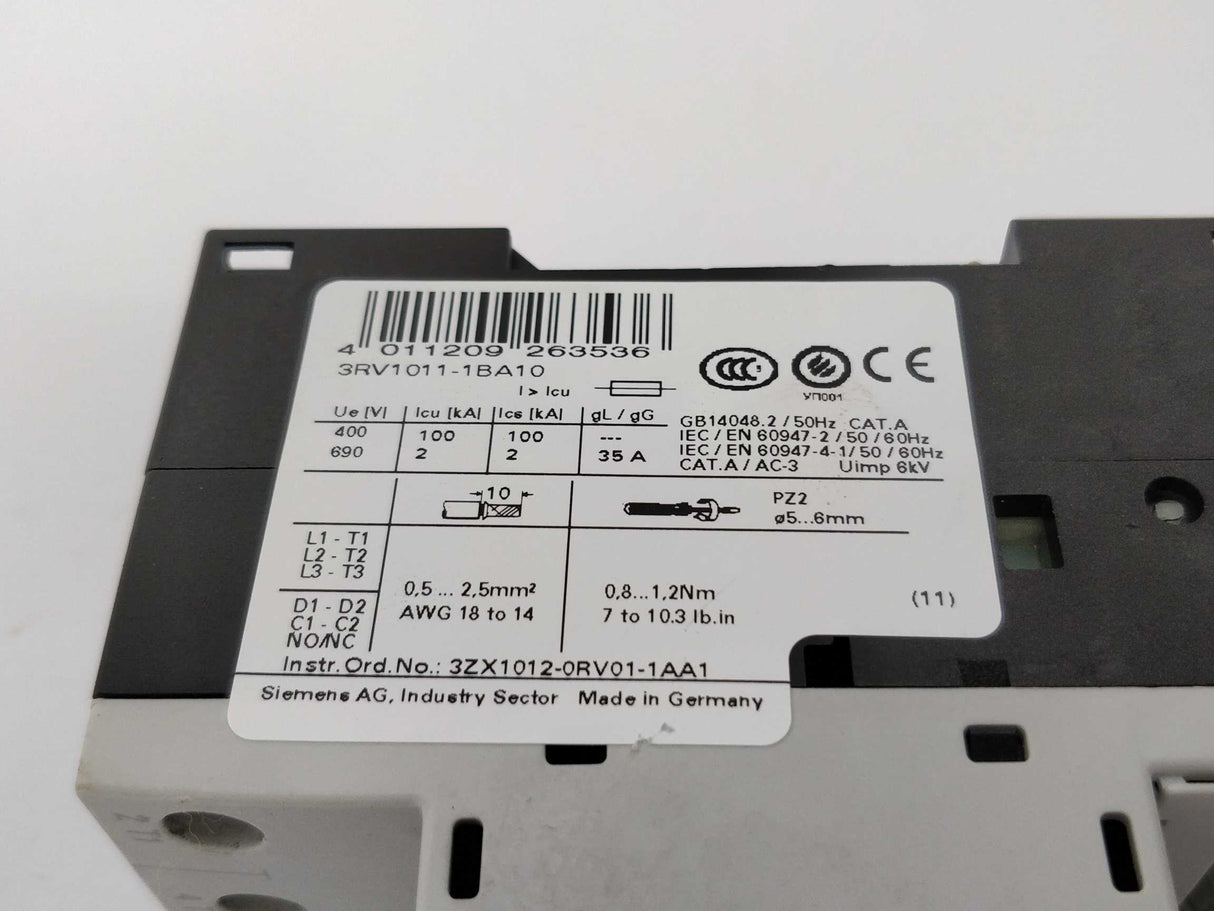 4 011209 263536
3RV1011-1BA10
I > Icu
Ue [V] Icu [kA] Ics [kA] gL / gG
400 100 100 ---
690 2 2 35 A
CCC
УП001
CE
GB14048.2 / 50Hz CAT.A
IEC / EN 60947-2 / 50 / 60Hz
IEC / EN 60947-4-1/ 50 / 60Hz
CAT.A / AC-3 Uimp 6kV
10
PZ2
ø5...6mm
L1 - T1
L2 - T2
L3 - T3
D1 - D2
C1 - C2
NO/NC
0,5 ... 2,5mm²
AWG 18 to 14
0,8...1,2Nm
7 to 10.3 lb.in
(11)
Instr.Ord.No.: 3ZX1012-0RV01-1AA1
Siemens AG, Industry Sector Made in Germany